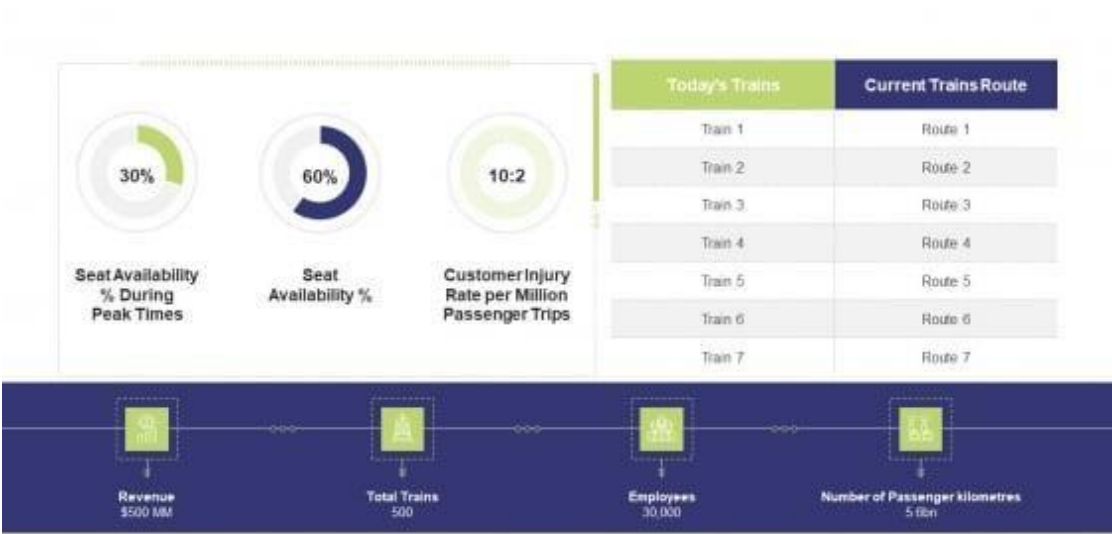 30%
60%
10:2
Seat Availability
% During
Peak Times
Seat
Availability %
Customer Injury
Rate per Million
Passenger Trips
Today's Trains Current Trains Route
Train 1 Route 1
Train 2 Route 2
Train 3 Route 3
Train 4 Route 4
Train 5 Route 5
Train 6 Route 6
Train 7 Route 7
Revenue
$500 MM
Total Trains
500
Employees
30,000
Number of Passenger kilometres
5.6bn